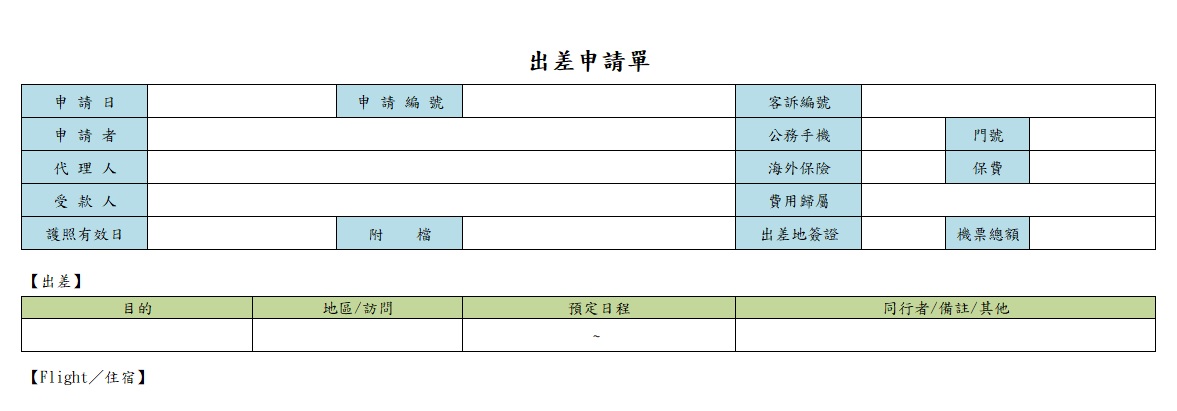 出差申請單
申請日 申請編號 客訴編號
申請者 公務手機 門號
代理人 海外保險 保費
受款人 費用歸屬
護照有效日 附檔 出差地簽證 機票總額
【出差】
目的 地區/訪問 預定日程 同行者/備註/其他
~
【Flight／住宿】